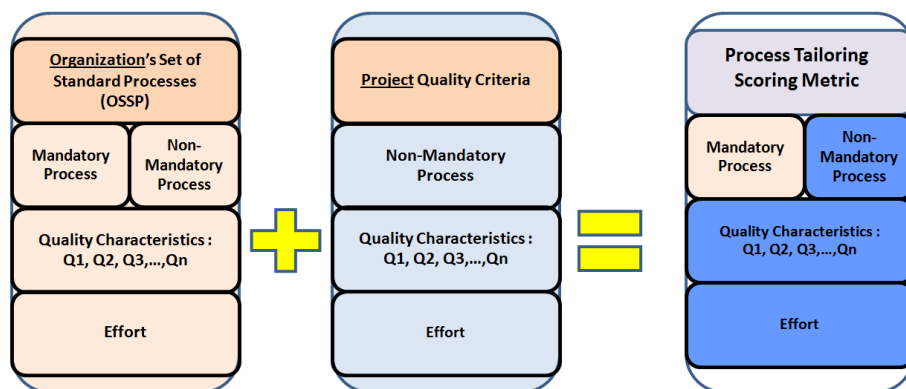 Organization's Set of
Standard Processes
(OSSP)
Mandatory
Process
Non-
Mandatory
Process
Quality Characteristics :
Q1, Q2, Q3,...,Qn
Effort
Project Quality Criteria
Non-Mandatory
Process
Quality Characteristics :
Q1, Q2, Q3,...,Qn
Effort
Process Tailoring
Scoring Metric
Mandatory
Process
Non-
Mandatory
Process
Quality Characteristics :
Q1, Q2, Q3,...,Qn
Effort